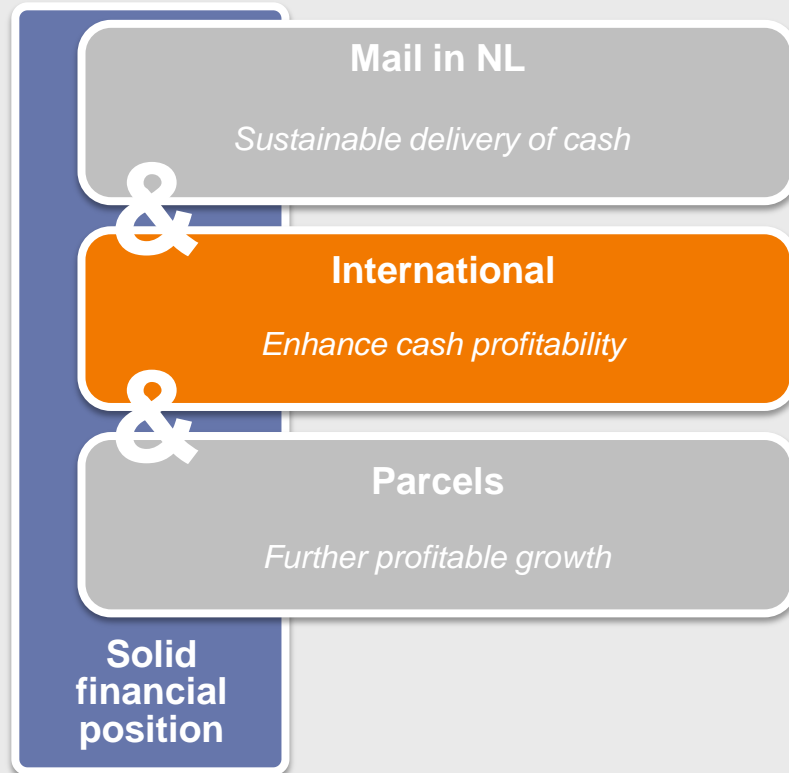 Mail in NL
Sustainable delivery of cash
&
International
Enhance cash profitability
&
Parcels
Further profitable growth
Solid
financial
position